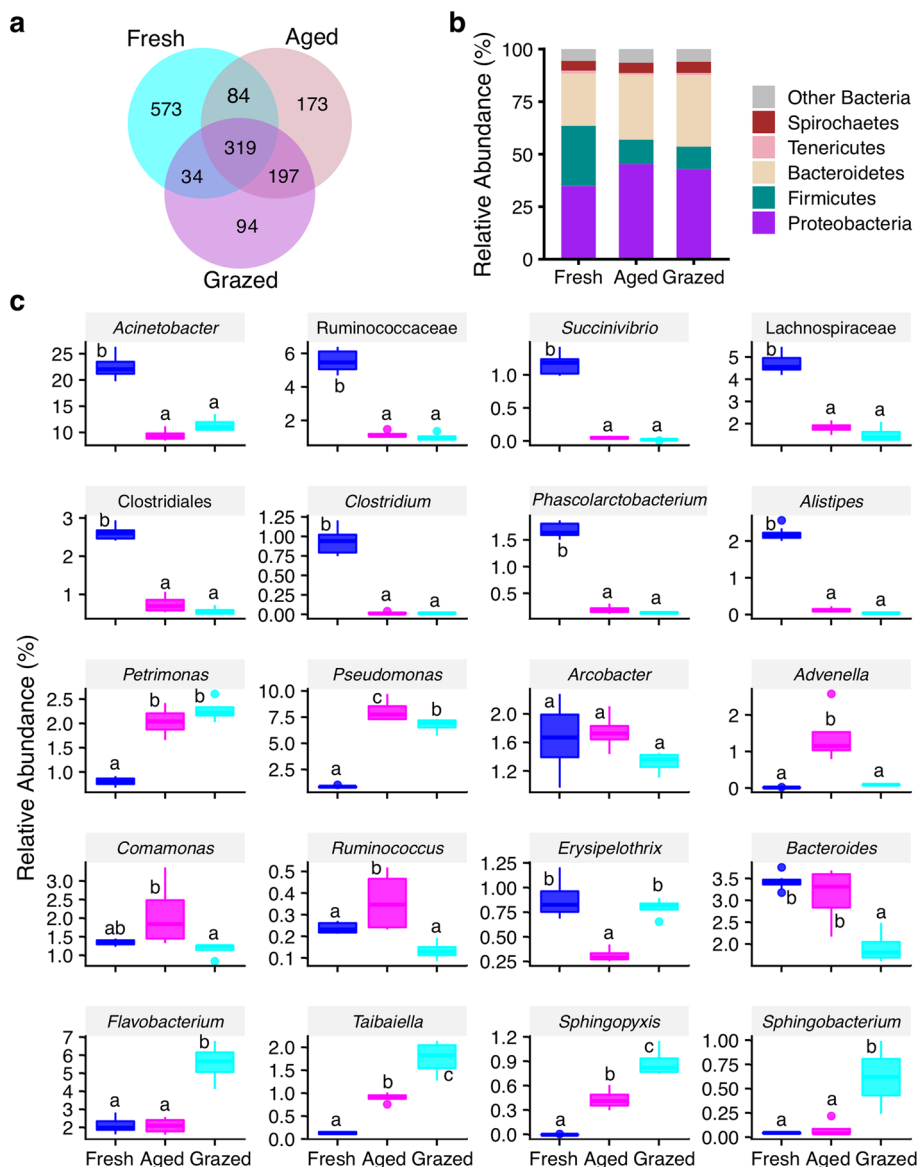 a
Fresh
Aged
573
84
173
319
34
197
94
Grazed
b
Relative Abundance (%)
100
75
50
25
0
Fresh Aged Grazed
Other Bacteria
Spirochaetes
Tenericutes
Bacteroidetes
Firmicutes
Proteobacteria
c
Relative Abundance (%)
Acinetobacter
25
20
15
10
b
a
a
Ruminococcaceae
6
4
2
b
a
a
Succinivibrio
1.0
0.5
0.0
b
a
a
Lachnospiraceae
5
4
3
2
b
a
a
Clostridiales
3
2
1
b
a
a
Clostridium
1.25
1.00
0.75
0.50
0.25
0.00
b
a
a
Phascolarctobacterium
1.5
1.0
0.5
b
a
a
Alistipes
2
1
0
b
a
a
Petrimonas
2.5
2.0
1.5
1.0
a
b
b
Pseudomonas
10.0
7.5
5.0
2.5
a
c
b
Arcobacter
2.0
1.6
1.2
a
a
a
Advenella
2
1
0
a
b
a
Comamonas
3.0
2.5
2.0
1.5
1.0
ab
b
a
Ruminococcus
0.5
0.4
0.3
0.2
0.1
a
b
a
Erysipelothrix
1.25
1.00
0.75
0.50
0.25
b
a
b
Bacteroides
3.5
3.0
2.5
2.0
b
b
a
Flavobacterium
7
6
5
4
3
2
a
a
b
Fresh Aged Grazed
Taibaiella
2.0
1.5
1.0
0.5
0.0
a
b
c
Fresh Aged Grazed
Sphingopyxis
1.2
0.9
0.6
0.3
0.0
a
b
c
Fresh Aged Grazed
Sphingobacterium
1.00
0.75
0.50
0.25
0.00
a
a
b
Fresh Aged Grazed